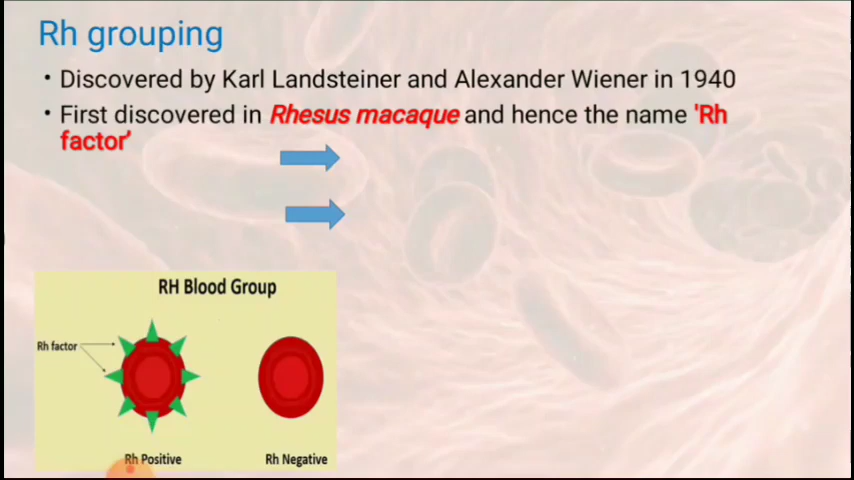 Rh grouping
• Discovered by Karl Landsteiner and Alexander Wiener in 1940
• First discovered in Rhesus macaque and hence the name 'Rh
factor'
RH Blood Group
Rh factor
Rh Positive
Rh Negative